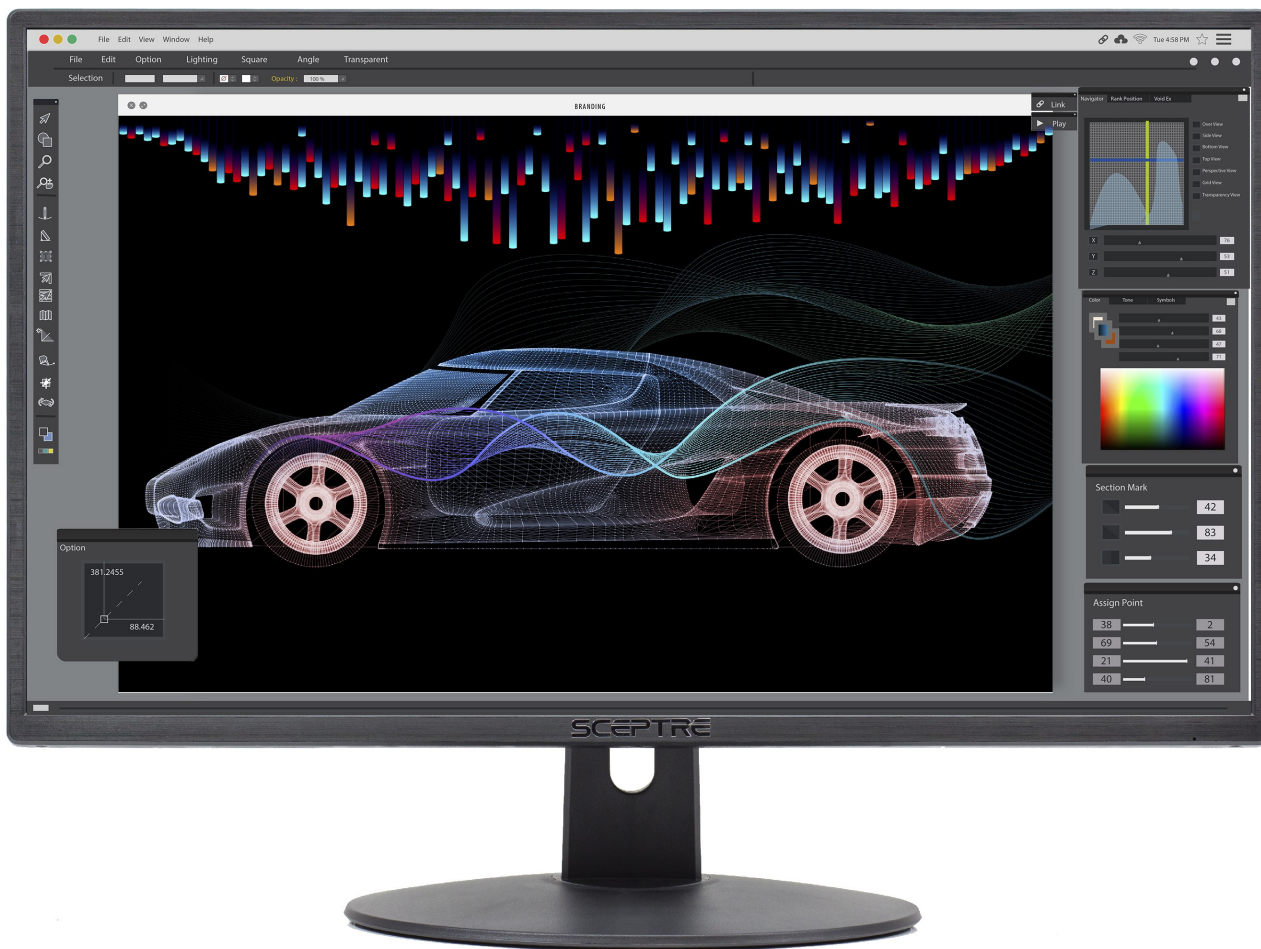 File Edit View Window Help
Tue 4:58 PM
File Edit Option Lighting Square Angle Transparent
Selection
Opacity : 100 %
BRANDING
Link
Play
Navigator Rank Position Void Ex
Over View
Side View
Bottom View
Top View
Perspective View
Grid View
Transparency View
X 76
Y 53
Z 51
Color Tone Symbols
43
68
47
71
Section Mark
42
83
34
Option
381.2455
88.462
Assign Point
38 2
69 54
21 41
40 81
SCEPTRE